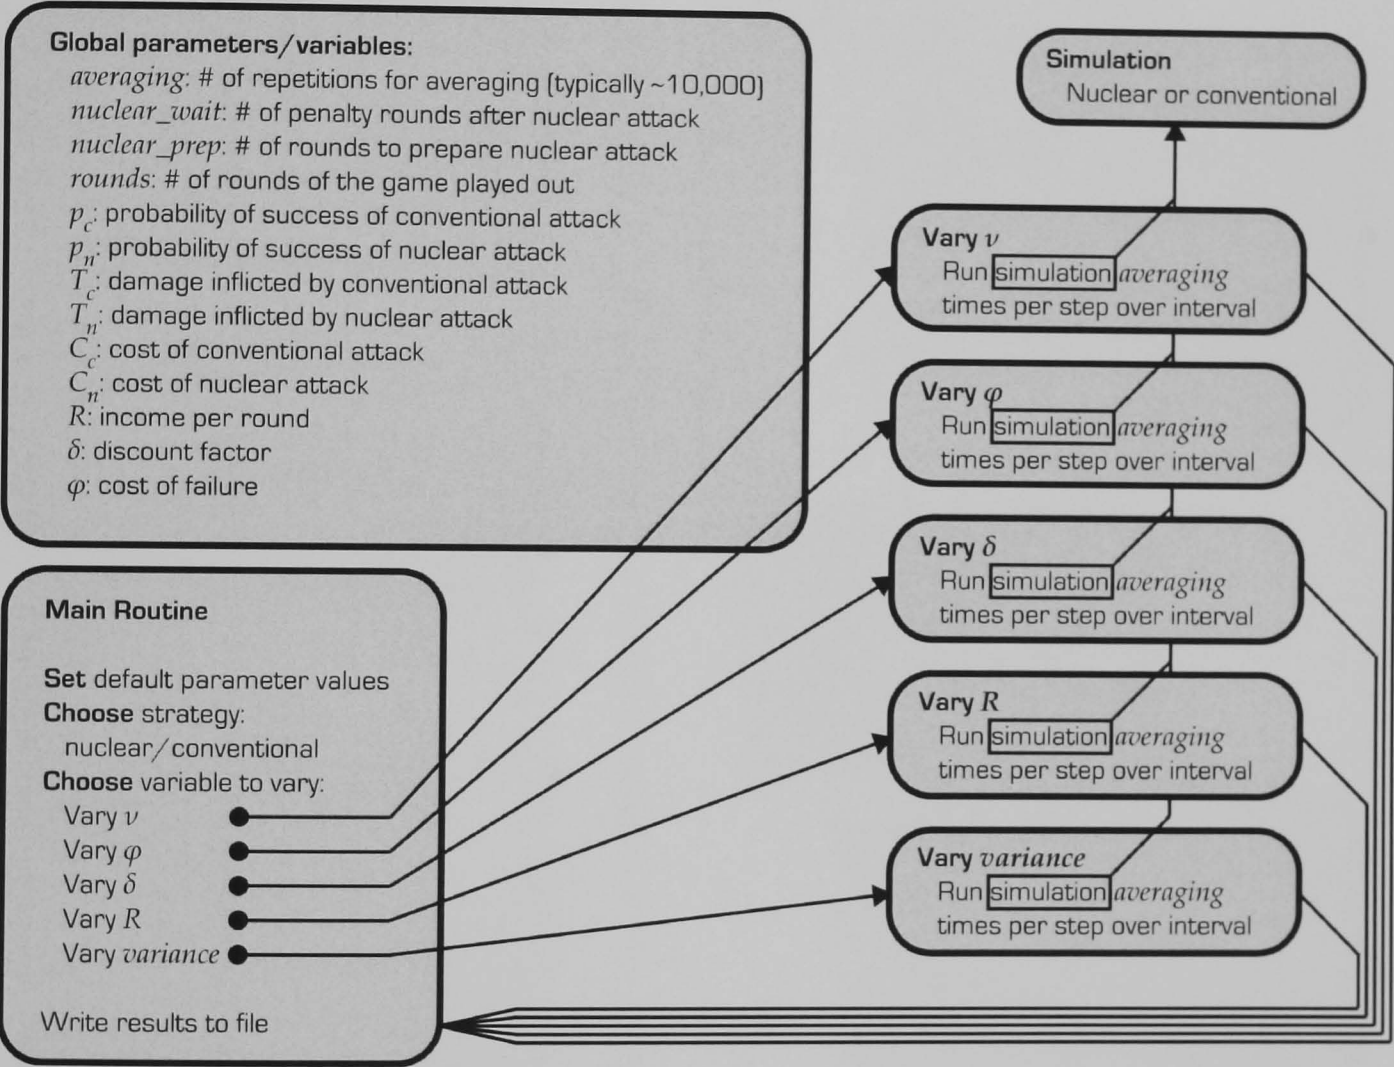 Global parameters/variables:
averaging: # of repetitions for averaging (typically ~10,000)
nuclear_wait: # of penalty rounds after nuclear attack
nuclear_prep: # of rounds to prepare nuclear attack
rounds: # of rounds of the game played out
p_c: probability of success of conventional attack
p_n: probability of success of nuclear attack
T_c: damage inflicted by conventional attack
T_n: damage inflicted by nuclear attack
C_c: cost of conventional attack
C_n: cost of nuclear attack
R: income per round
δ: discount factor
φ: cost of failure
Main Routine
Set default parameter values
Choose strategy:
nuclear/conventional
Choose variable to vary:
Vary ν
Vary φ
Vary δ
Vary R
Vary variance
Write results to file
Simulation
Nuclear or conventional
Vary ν
Run simulation averaging
times per step over interval
Vary φ
Run simulation averaging
times per step over interval
Vary δ
Run simulation averaging
times per step over interval
Vary R
Run simulation averaging
times per step over interval
Vary variance
Run simulation averaging
times per step over interval